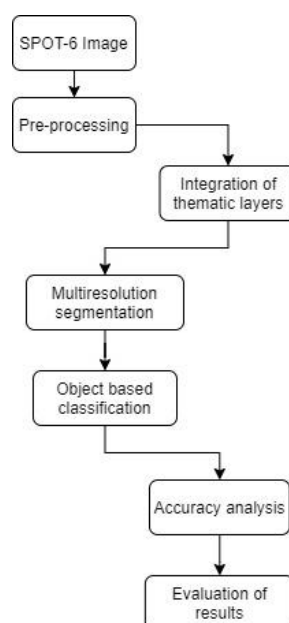 SPOT-6 Image
Pre-processing
Integration of
thematic layers
Multiresolution
segmentation
Object based
classification
Accuracy analysis
Evaluation of
results